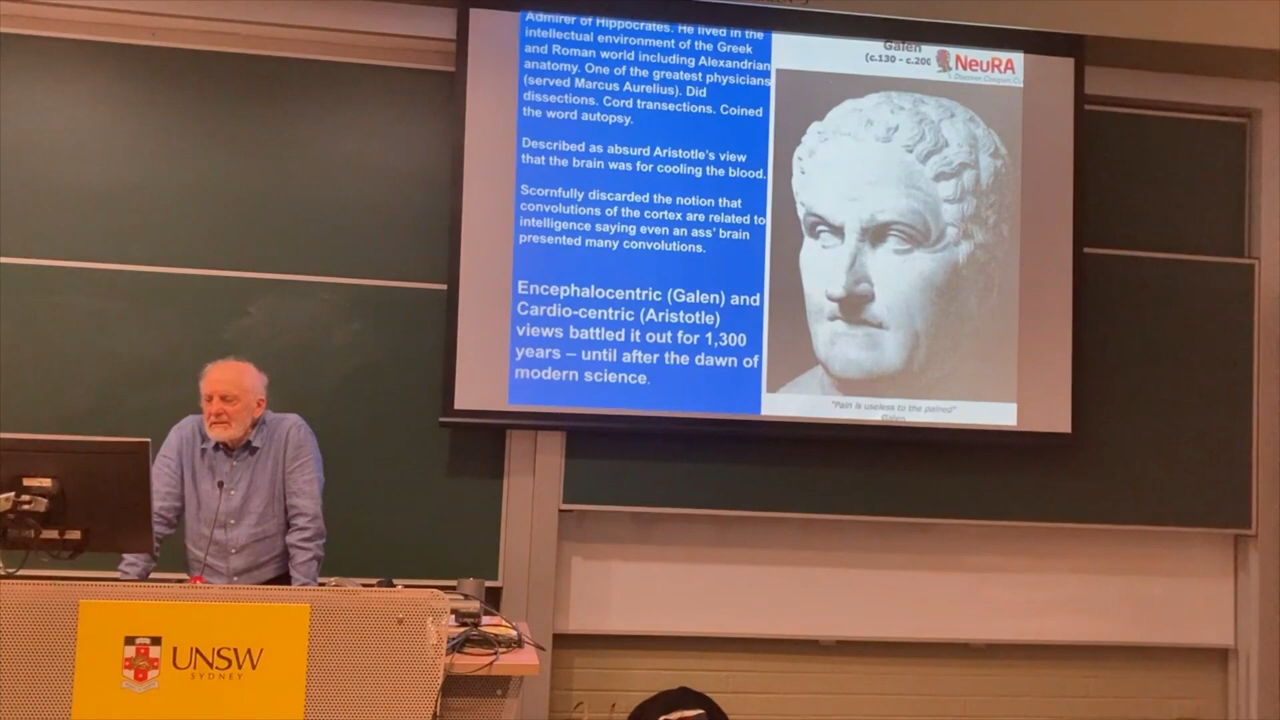 Admirer of Hippocrates. He lived in the
intellectual environment of the Greek
and Roman world including Alexandrian
anatomy. One of the greatest physicians
(served Marcus Aurelius). Did
dissections. Cord transections. Coined
the word autopsy.
Described as absurd Aristotle's view
that the brain was for cooling the blood.
Scornfully discarded the notion that
convolutions of the cortex are related to
intelligence saying even an ass' brain
presented many convolutions.
Encephalocentric (Galen) and
Cardio-centric (Aristotle)
views battled it out for 1,300
years – until after the dawn of
modern science.
Galen
(c.130 - c.200
NeuRA
"Pain is useless to the pained"
Galen
UNSW
SYDNEY